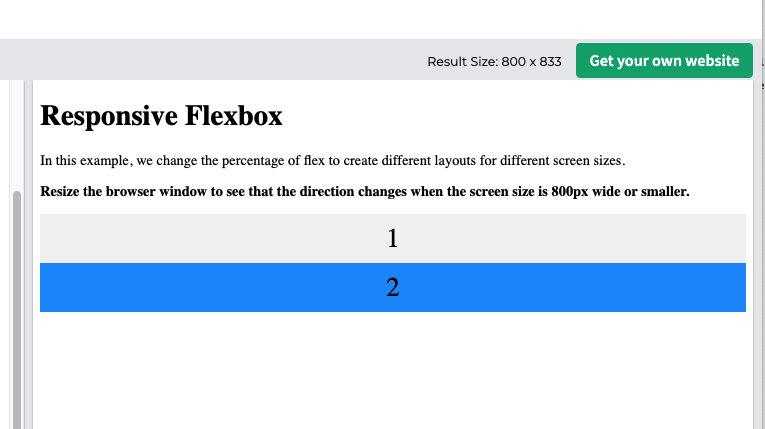 Result Size: 800 x 833
Get your own website
Responsive Flexbox
In this example, we change the percentage of flex to create different layouts for different screen sizes.
Resize the browser window to see that the direction changes when the screen size is 800px wide or smaller.
1
2